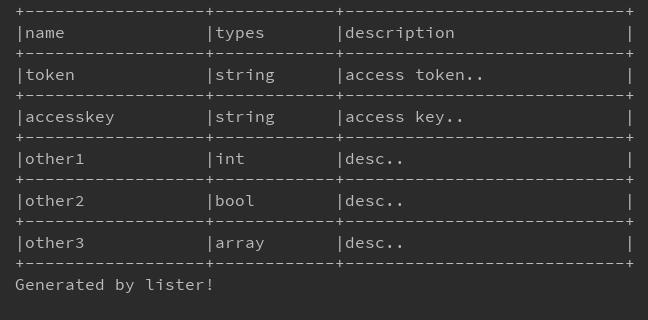 +------------------+-----------+----------------------------+
|name              |types      |description                 |
+------------------+-----------+----------------------------+
|token             |string     |access token..              |
+------------------+-----------+----------------------------+
|accesskey         |string     |access key..                |
+------------------+-----------+----------------------------+
|other1            |int        |desc..                      |
+------------------+-----------+----------------------------+
|other2            |bool       |desc..                      |
+------------------+-----------+----------------------------+
|other3            |array      |desc..                      |
+------------------+-----------+----------------------------+
Generated by lister!